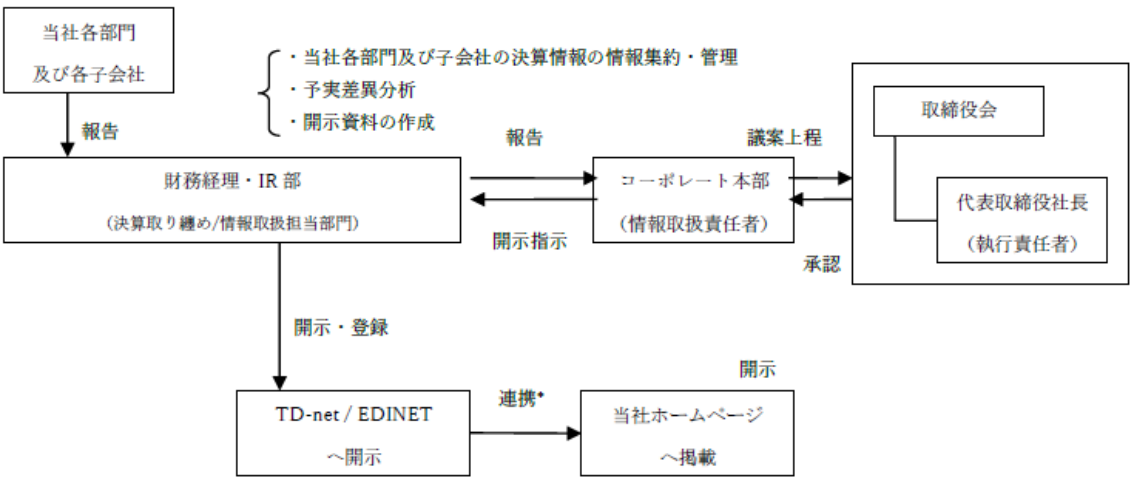 当社各部門
及び各子会社
・当社各部門及び子会社の決算情報の情報集約・管理
・予実差異分析
・開示資料の作成
報告
財務経理・IR 部
（決算取り纏め/情報取扱担当部門）
報告
開示指示
コーポレート本部
（情報取扱責任者）
議案上程
承認
取締役会
代表取締役社長
（執行責任者）
開示・登録
TD-net / EDINET
へ開示
連携*
開示
当社ホームページ
へ掲載